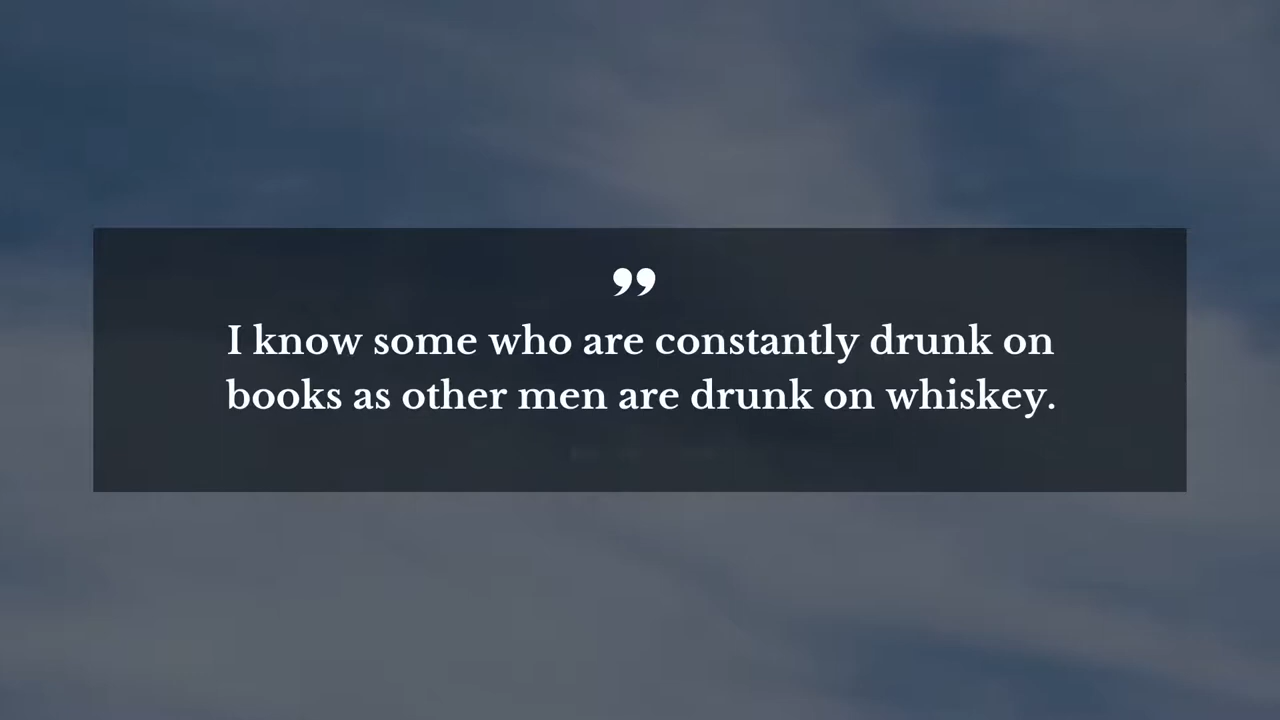 ”
I know some who are constantly drunk on
books as other men are drunk on whiskey.